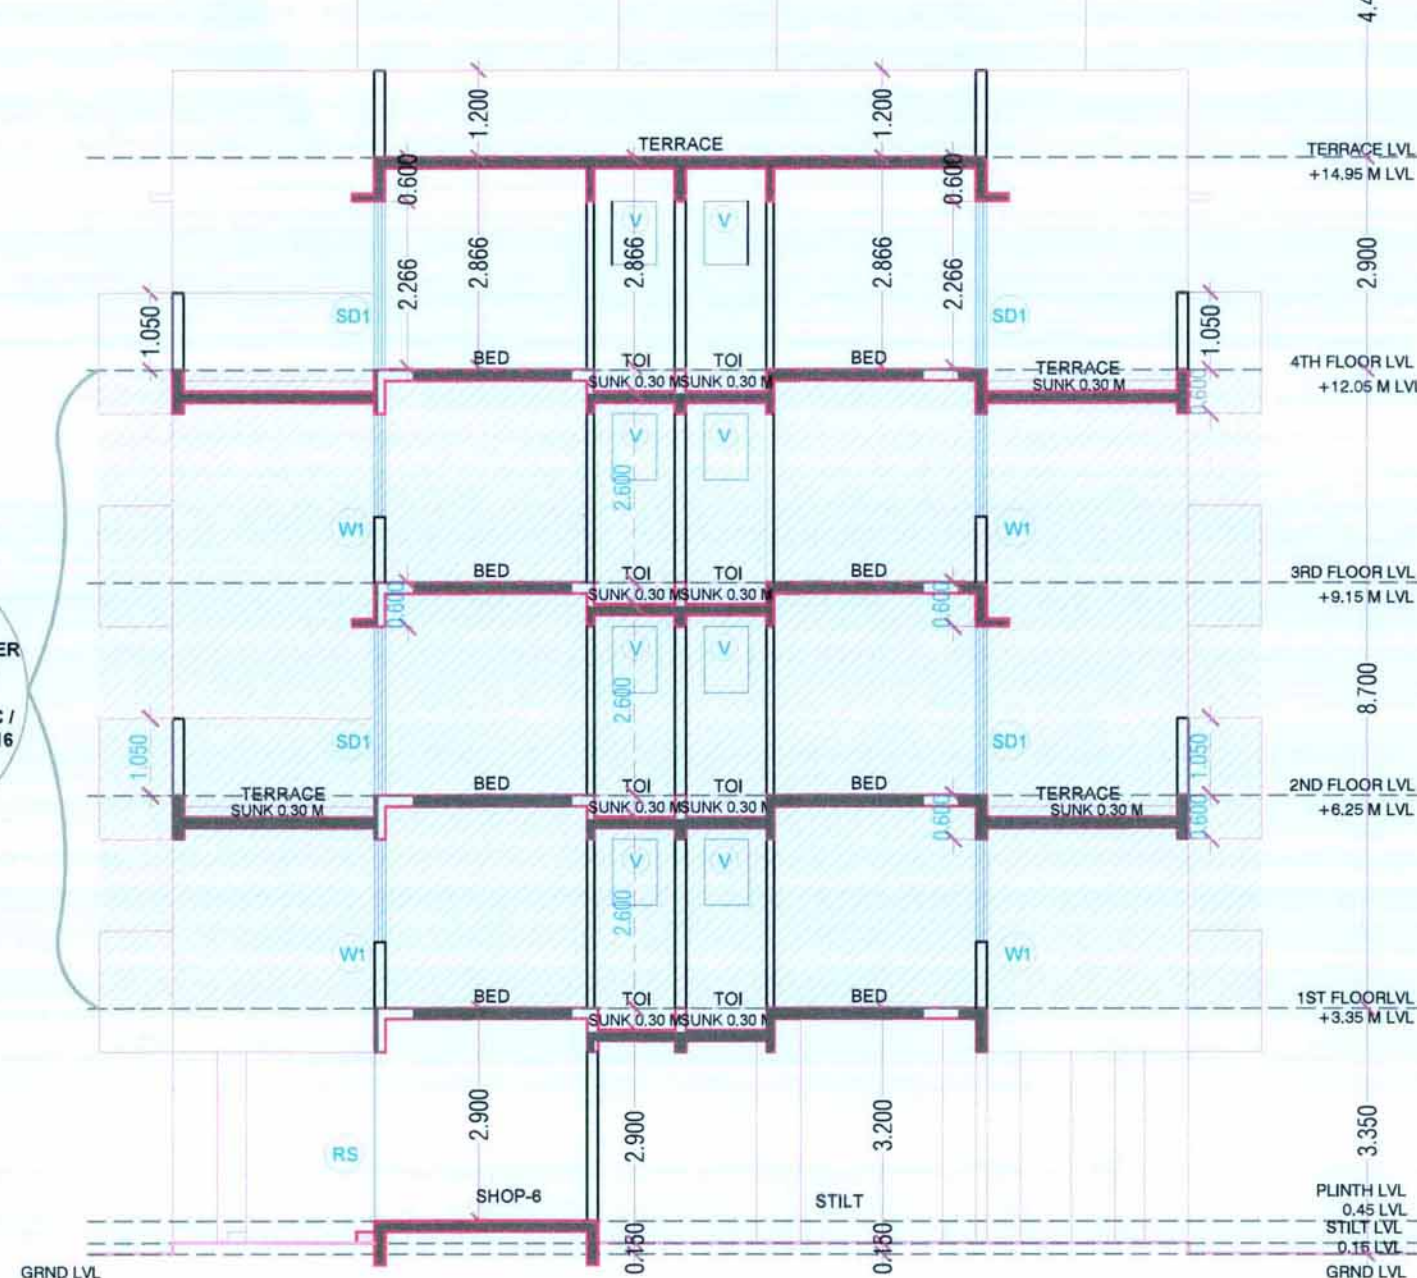 4.4
1.200
1.200
TERRACE
TERRACE LVL
+14.95 M LVL
0.600
0.600
V
V
2.266
2.866
2.866
2.866
2.266
2.900
1.050
SD1
SD1
1.050
BED
TOI
TOI
BED
TERRACE
4TH FLOOR LVL
SUNK 0.30 M
SUNK 0.30 M
SUNK 0.30 M
+12.05 M LVL
0.600
V
V
2.600
W1
W1
BED
TOI
TOI
BED
3RD FLOOR LVL
SUNK 0.30 M
SUNK 0.30 M
+9.15 M LVL
0.600
0.600
ER
V
V
2.600
8.700
C /
16
1.050
SD1
SD1
1.050
TERRACE
BED
TOI
TOI
BED
TERRACE
2ND FLOOR LVL
SUNK 0.30 M
SUNK 0.30 M
SUNK 0.30 M
SUNK 0.30 M
+6.25 M LVL
0.600
0.600
V
V
2.600
W1
W1
BED
TOI
TOI
BED
1ST FLOORLVL
SUNK 0.30 M
SUNK 0.30 M
+3.35 M LVL
2.900
2.900
3.200
3.350
RS
SHOP-6
STILT
PLINTH LVL
0.45 LVL
STILT LVL
0.150
0.150
0.15 LVL
GRND LVL
GRND LVL